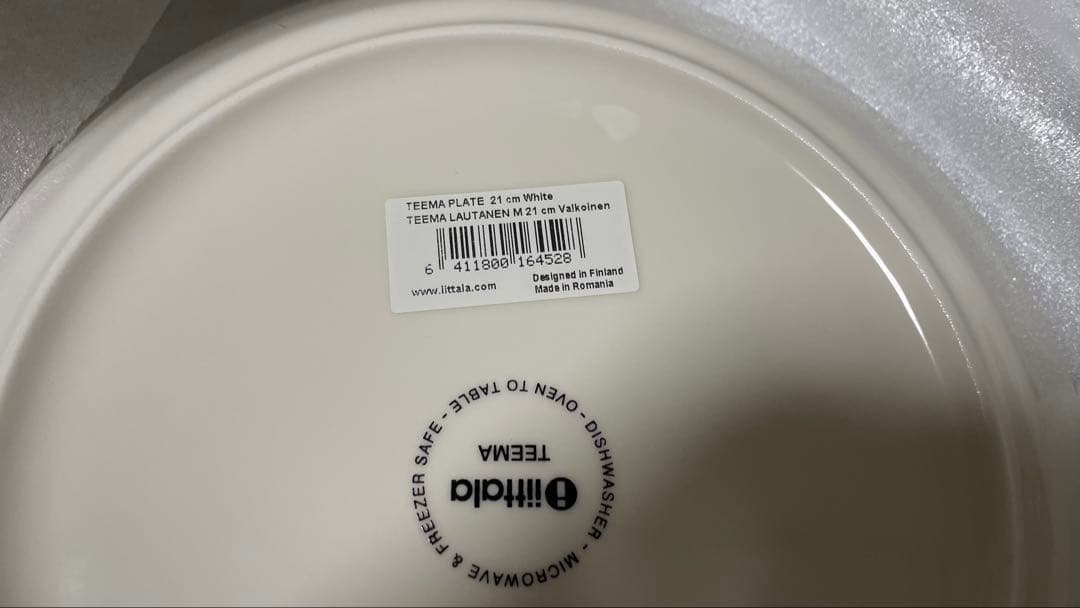 TEEMA PLATE 21 cm White
TEEMA LAUTANEN M 21 cm Valkoinen
6 411800 164528
www.iittala.com
Designed in Finland
Made in Romania
iittala
TEEMA
OVEN TO TABLE - DISHWASHER - MICROWAVE & FREEZER SAFE -